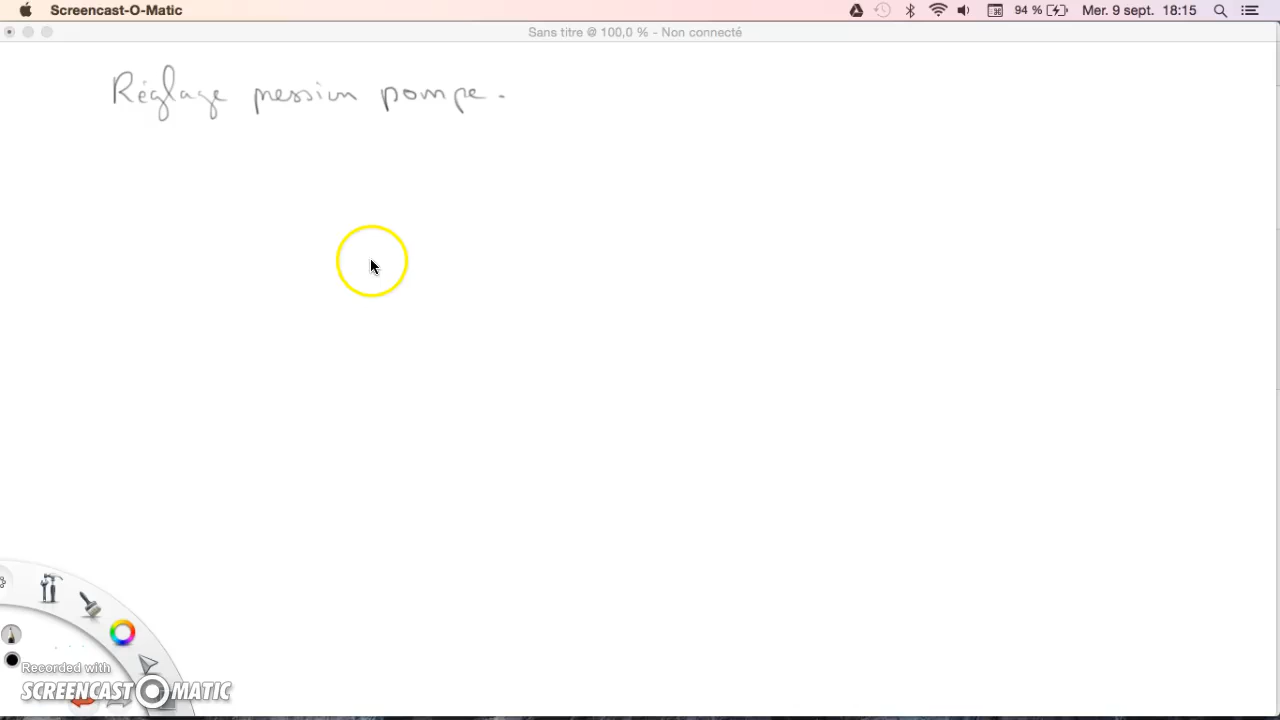 Screencast-O-Matic 94 % Mer. 9 sept. 18:15
Sans titre @ 100,0 % - Non connecté
Réglage pression pompe.
Recorded with
SCREENCAST-O-MATIC